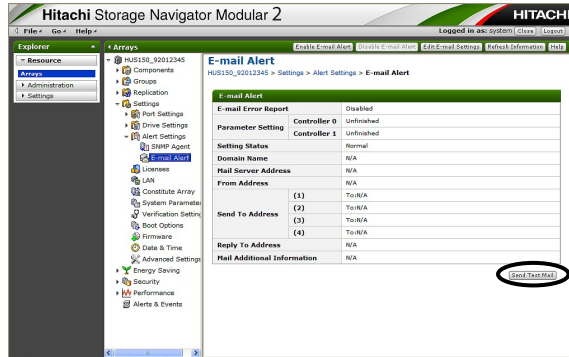 Hitachi Storage Navigator Modular 2
HITACHI
File Go Help
Logged in as: system Close Logout
Explorer
Resource
Arrays
Administration
Settings
Arrays
Enable E-mail Alert Disable E-mail Alert Edit E-mail Settings Refresh Information Help
HUS150_92012345
Components
Groups
Replication
Settings
Port Settings
Drive Settings
Alert Settings
SNMP Agent
E-mail Alert
Licenses
LAN
Constitute Array
System Parameter
Verification Setting
Boot Options
Firmware
Date & Time
Advanced Settings
Energy Saving
Security
Performance
Alerts & Events
E-mail Alert
HUS150_92012345 > Settings > Alert Settings > E-mail Alert
E-mail Alert
E-mail Error Report Disabled
Parameter Setting Controller 0 Unfinished
Controller 1 Unfinished
Setting Status Normal
Domain Name N/A
Mail Server Address N/A
From Address N/A
Send To Address (1) To:N/A
(2) To:N/A
(3) To:N/A
(4) To:N/A
Reply To Address N/A
Mail Additional Information N/A
Send Test Mail